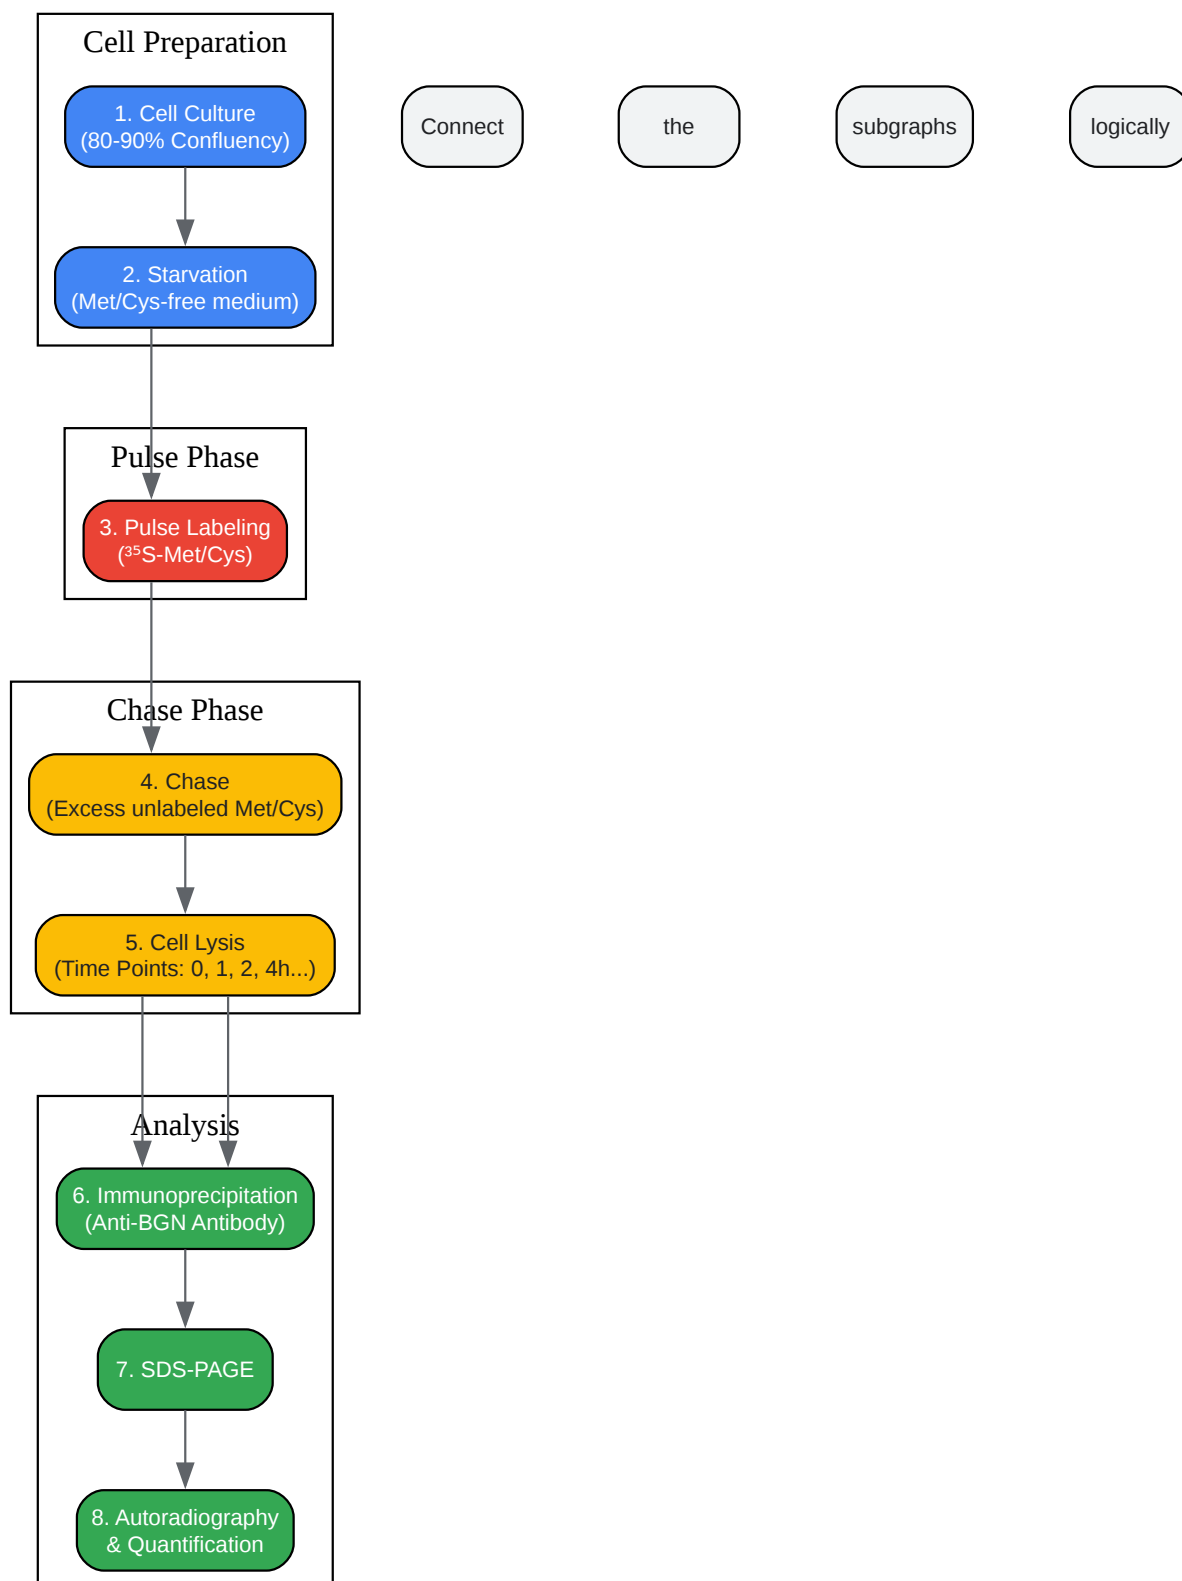 Cell Preparation
1. Cell Culture
(80-90% Confluency)
Connect
the
subgraphs
logically
2. Starvation
(Met/Cys-free medium)
Pulse Phase
3. Pulse Labeling
(³⁵S-Met/Cys)
Chase Phase
4. Chase
(Excess unlabeled Met/Cys)
5. Cell Lysis
(Time Points: 0, 1, 2, 4h...)
Analysis
6. Immunoprecipitation
(Anti-BGN Antibody)
7. SDS-PAGE
8. Autoradiography
& Quantification